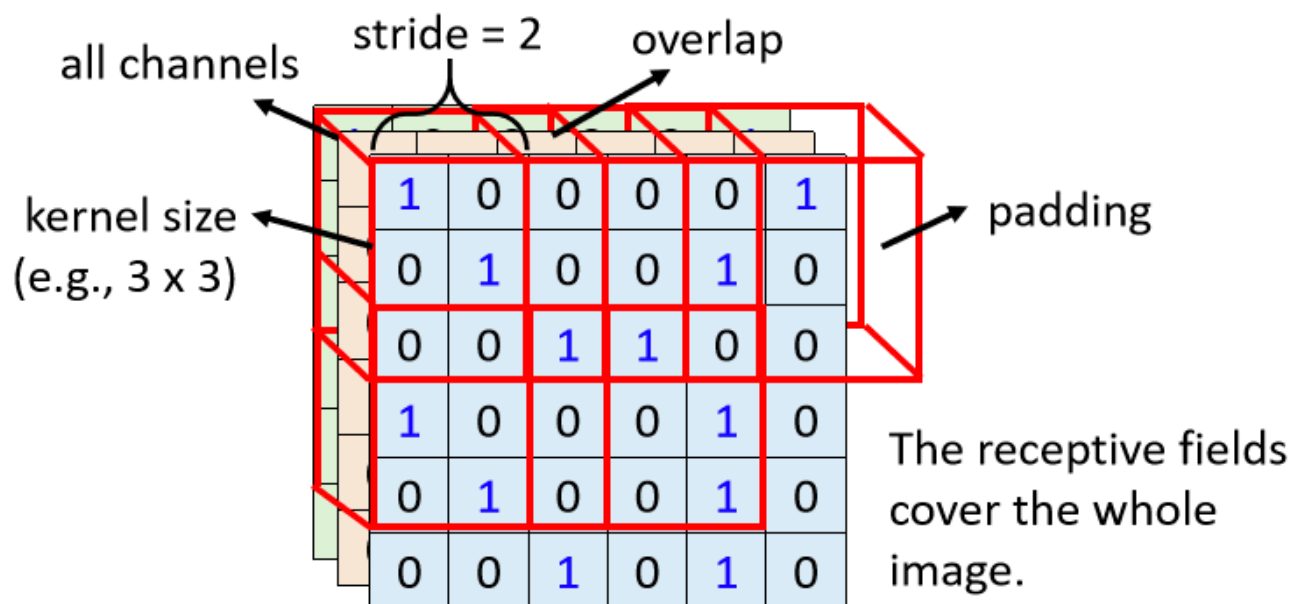 stride = 2
overlap
all channels
kernel size
(e.g., 3 x 3)
padding
1 0 0 0 0 1
0 1 0 0 1 0
0 0 1 1 0 0
1 0 0 0 1 0
0 1 0 0 1 0
0 0 1 0 1 0
The receptive fields
cover the whole
image.